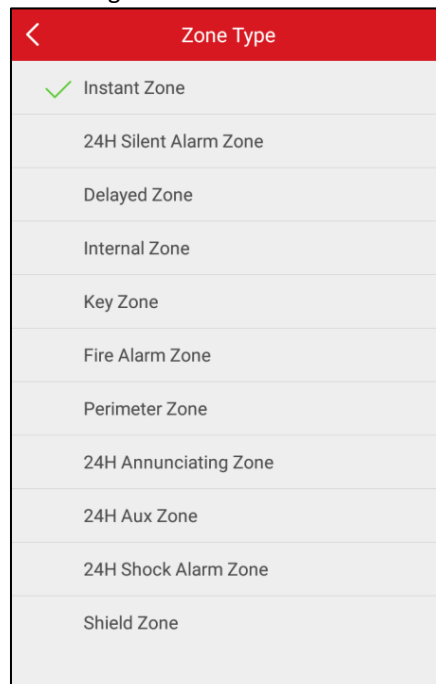 Zone Type
Instant Zone
24H Silent Alarm Zone
Delayed Zone
Internal Zone
Key Zone
Fire Alarm Zone
Perimeter Zone
24H Annunciating Zone
24H Aux Zone
24H Shock Alarm Zone
Shield Zone